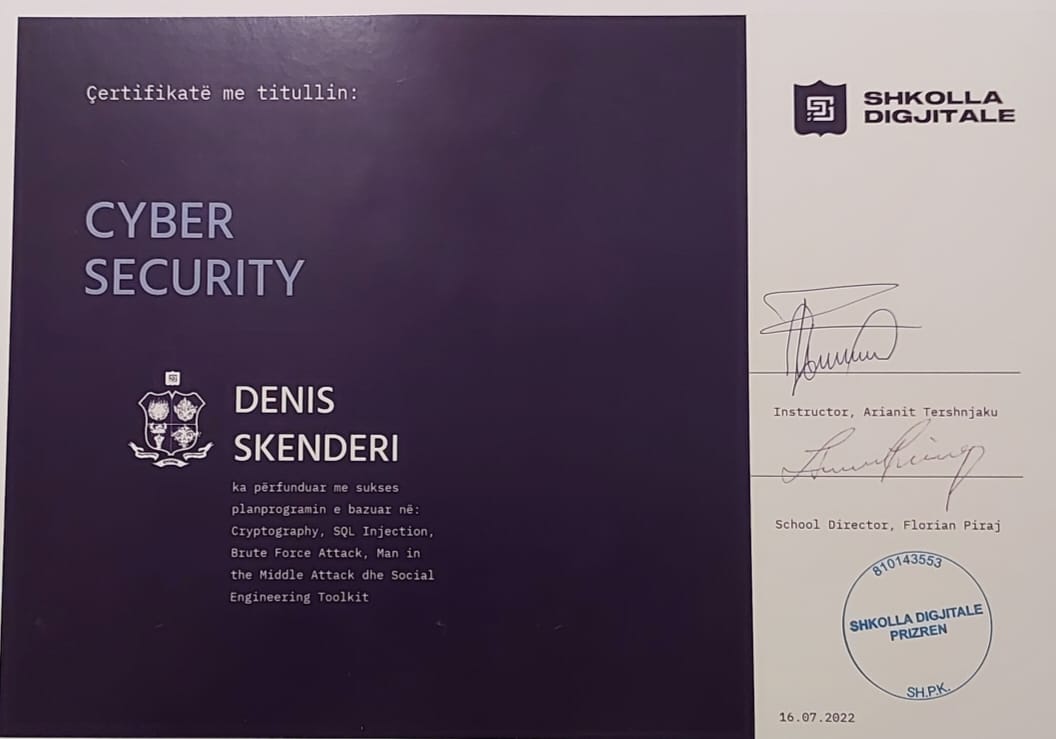 Çertifikatë me titullin:
CYBER
SECURITY
DENIS
SKENDERI
ka përfunduar me sukses
planprogramin e bazuar në:
Cryptography, SQL Injection,
Brute Force Attack, Man in
the Middle Attack dhe Social
Engineering Toolkit
SHKOLLA
DIGJITALE
Instructor, Arianit Tershnjaku
School Director, Florian Piraj
810143553
SHKOLLA DIGJITALE
PRIZREN
SH.P.K.
16.07.2022